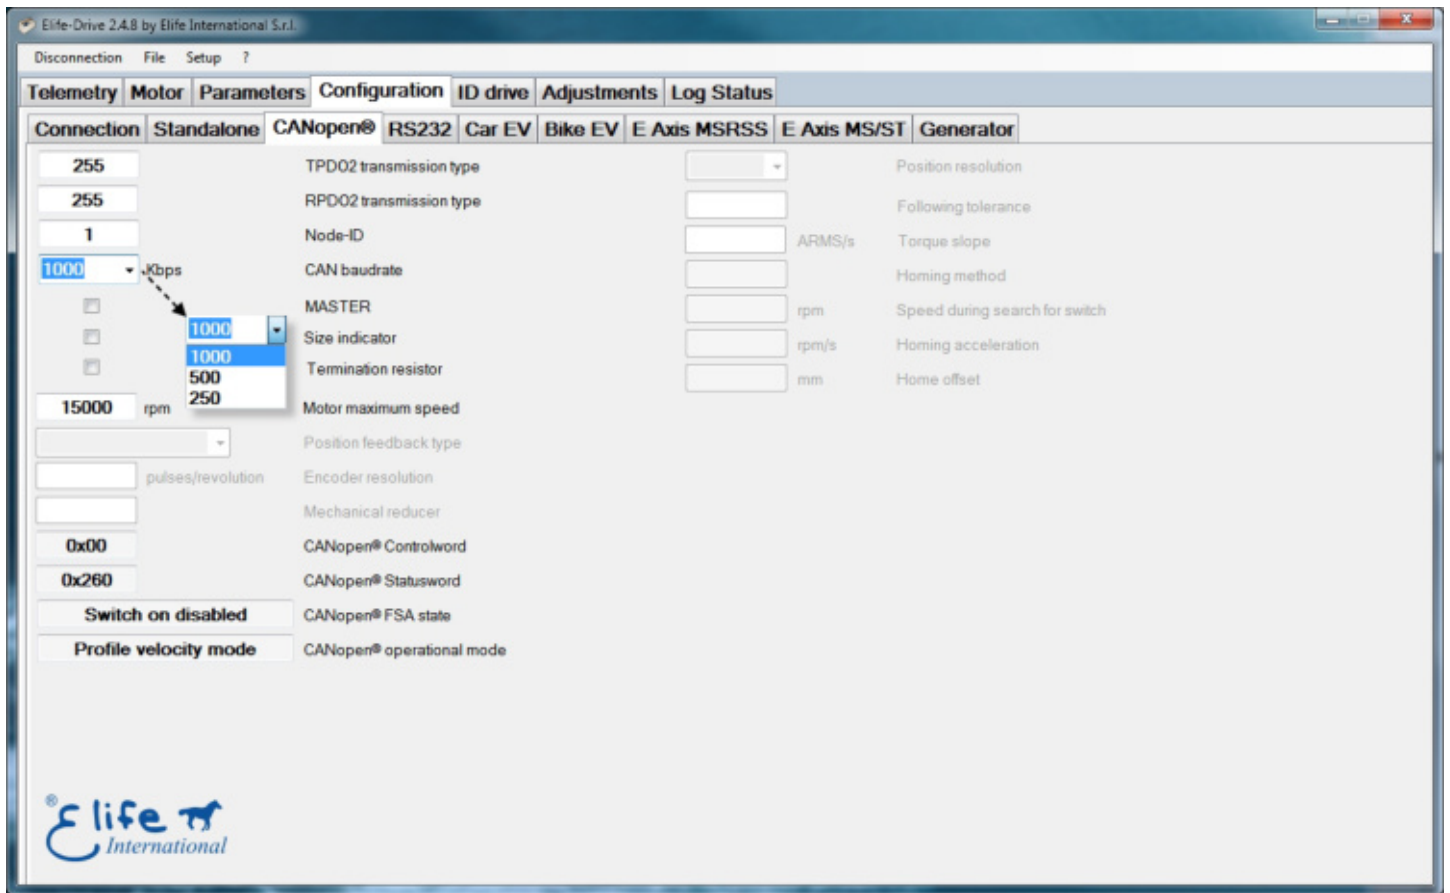 Elife-Drive 2.4.8 by Elife International S.r.l.
Disconnection File Setup ?
Telemetry Motor Parameters Configuration ID drive Adjustments Log Status
Connection Standalone CANopen® RS232 Car EV Bike EV E Axis MSRSS E Axis MS/ST Generator
255 TPDO2 transmission type Position resolution
255 RPDO2 transmission type Following tolerance
1 Node-ID ARMS/s Torque slope
1000 Kbps CAN baudrate Homing method
MASTER rpm Speed during search for switch
1000 Size indicator rpm/s Homing acceleration
1000
500 Termination resistor mm Home offset
250
15000 rpm Motor maximum speed
Position feedback type
pulses/revolution Encoder resolution
Mechanical reducer
0x00 CANopen® Controlword
0x260 CANopen® Statusword
Switch on disabled CANopen® FSA state
Profile velocity mode CANopen® operational mode
® Elife
International